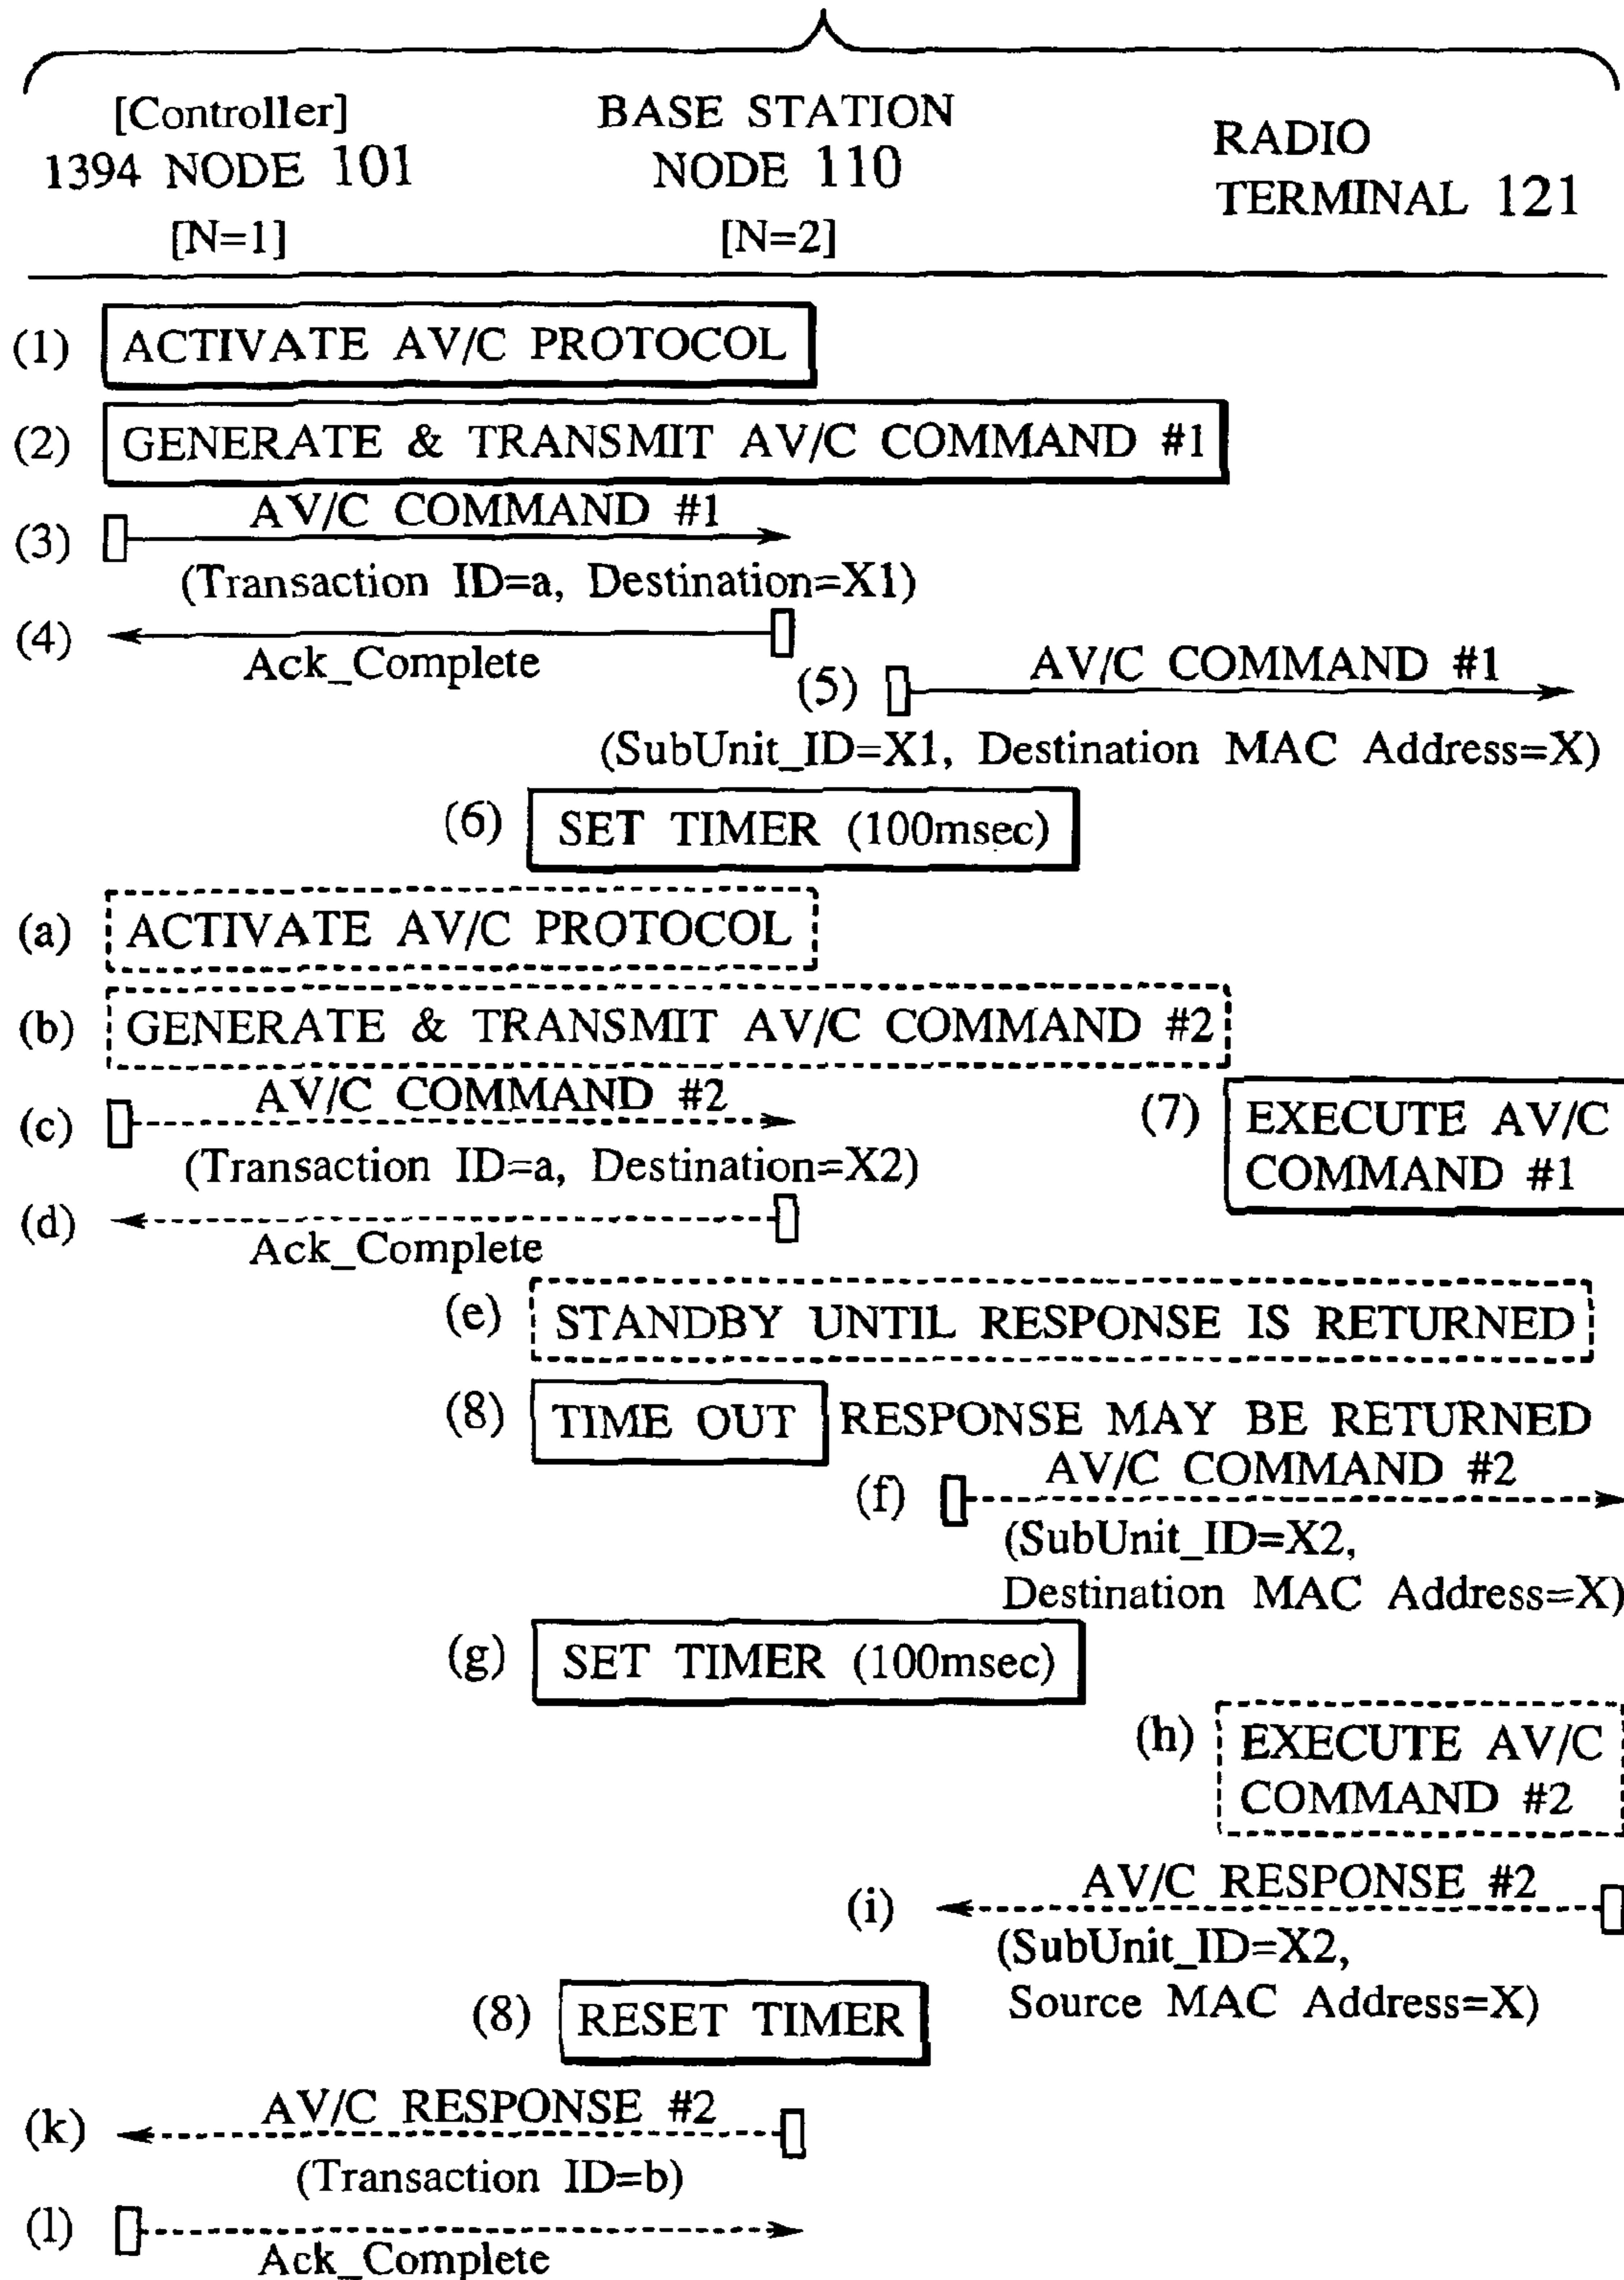 [Controller]
1394 NODE 101
[N=1]
BASE STATION
NODE 110
[N=2]
RADIO
TERMINAL 121
(1) ACTIVATE AV/C PROTOCOL
(2) GENERATE & TRANSMIT AV/C COMMAND #1
(3) AV/C COMMAND #1
(Transaction ID=a, Destination=X1)
(4) Ack_Complete
(5) AV/C COMMAND #1
(SubUnit_ID=X1, Destination MAC Address=X)
(6) SET TIMER (100msec)
(a) ACTIVATE AV/C PROTOCOL
(b) GENERATE & TRANSMIT AV/C COMMAND #2
(c) AV/C COMMAND #2
(Transaction ID=a, Destination=X2)
(7) EXECUTE AV/C
COMMAND #1
(d) Ack_Complete
(e) STANDBY UNTIL RESPONSE IS RETURNED
(8) TIME OUT RESPONSE MAY BE RETURNED
(f) AV/C COMMAND #2
(SubUnit_ID=X2,
Destination MAC Address=X)
(g) SET TIMER (100msec)
(h) EXECUTE AV/C
COMMAND #2
(i) AV/C RESPONSE #2
(SubUnit_ID=X2,
Source MAC Address=X)
(8) RESET TIMER
(k) AV/C RESPONSE #2
(Transaction ID=b)
(l) Ack_Complete